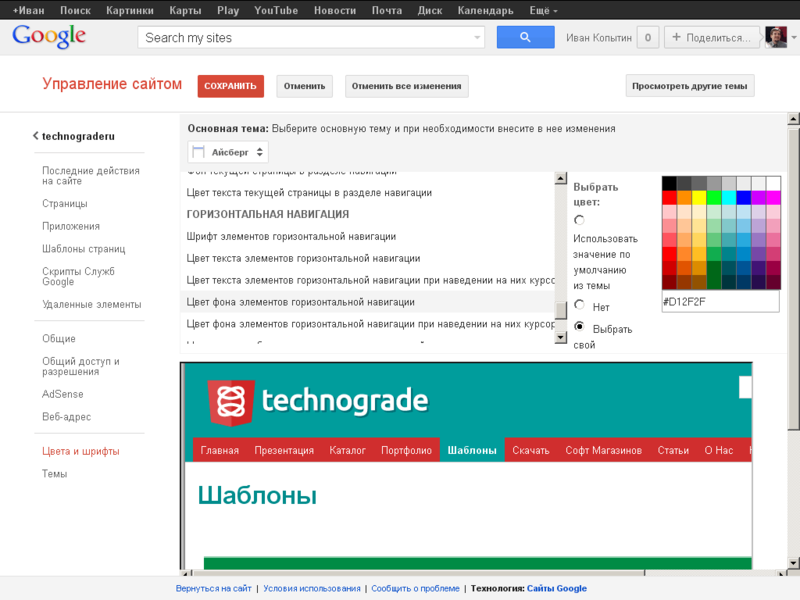 +Иван Поиск Картинки Карты Play YouTube Новости Почта Диск Календарь Ещё
Google Search my sites Иван Копытин 0 + Поделиться...
Управление сайтом СОХРАНИТЬ Отменить Отменить все изменения Просмотреть другие темы
technograderu
Последние действия
на сайте
Страницы
Приложения
Шаблоны страниц
Скрипты Служб
Google
Удаленные элементы
Общие
Общий доступ и
разрешения
AdSense
Веб-адрес
Цвета и шрифты
Темы
Основная тема: Выберите основную тему и при необходимости внесите в нее изменения
Айсберг
Фон текущей страницы в разделе навигации
Цвет текста текущей страницы в разделе навигации
ГОРИЗОНТАЛЬНАЯ НАВИГАЦИЯ
Шрифт элементов горизонтальной навигации
Цвет текста элементов горизонтальной навигации
Цвет текста элементов горизонтальной навигации при наведении на них курсо
Цвет фона элементов горизонтальной навигации
Цвет фона элементов горизонтальной навигации при наведении на них курсор
Выбрать
цвет:
Использовать
значение по
умолчанию
из темы
Нет
Выбрать
свой
#D12F2F
technograde
Главная Презентация Каталог Портфолио Шаблоны Скачать Софт Магазинов Статьи О Нас
Шаблоны
Вернуться на сайт | Условия использования | Сообщить о проблеме | Технология: Сайты Google